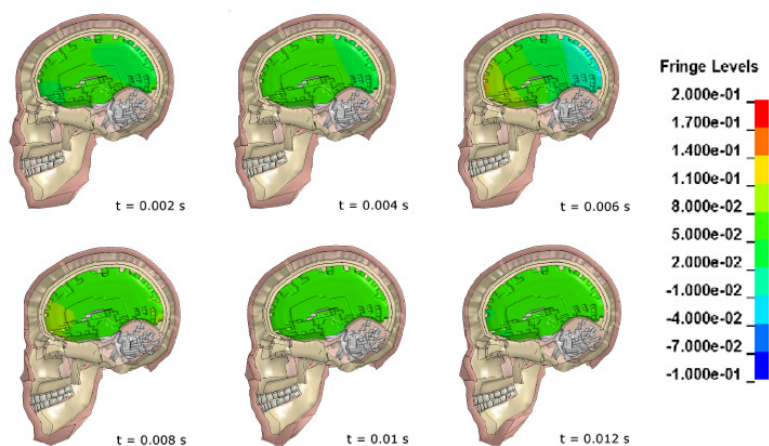 t = 0.002 s
t = 0.004 s
t = 0.006 s
Fringe Levels
2.000e-01
1.700e-01
1.400e-01
1.100e-01
8.000e-02
5.000e-02
2.000e-02
-1.000e-02
-4.000e-02
-7.000e-02
-1.000e-01
t = 0.008 s
t = 0.01 s
t = 0.012 s